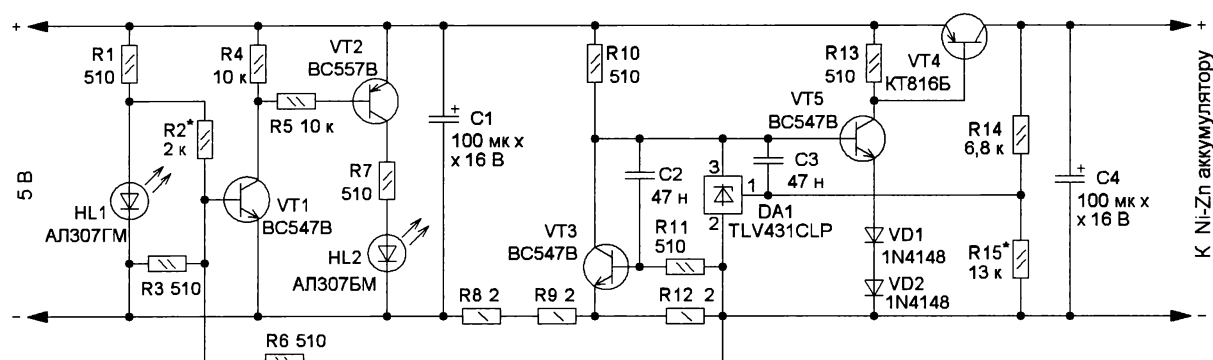 +
R1
510
R4
10 к
VT2
BC557B
R10
510
R13
510
VT4
КТ816Б
+
R2*
2 к
R5 10 к
+
C1
100 мк х
х 16 В
VT5
BC547B
R14
6,8 к
5 В
R7
510
C2
47 н
3
1
2
C3
47 н
DA1
TLV431CLP
+
C4
100 мк х
х 16 В
К Ni-Zn аккумулятору
HL1
АЛ307ГМ
VT1
BC547B
VT3
BC547B
R11
510
VD1
1N4148
R15*
13 к
R3 510
HL2
АЛ307БМ
VD2
1N4148
R8 2
R9 2
R12 2
–
–
R6 510